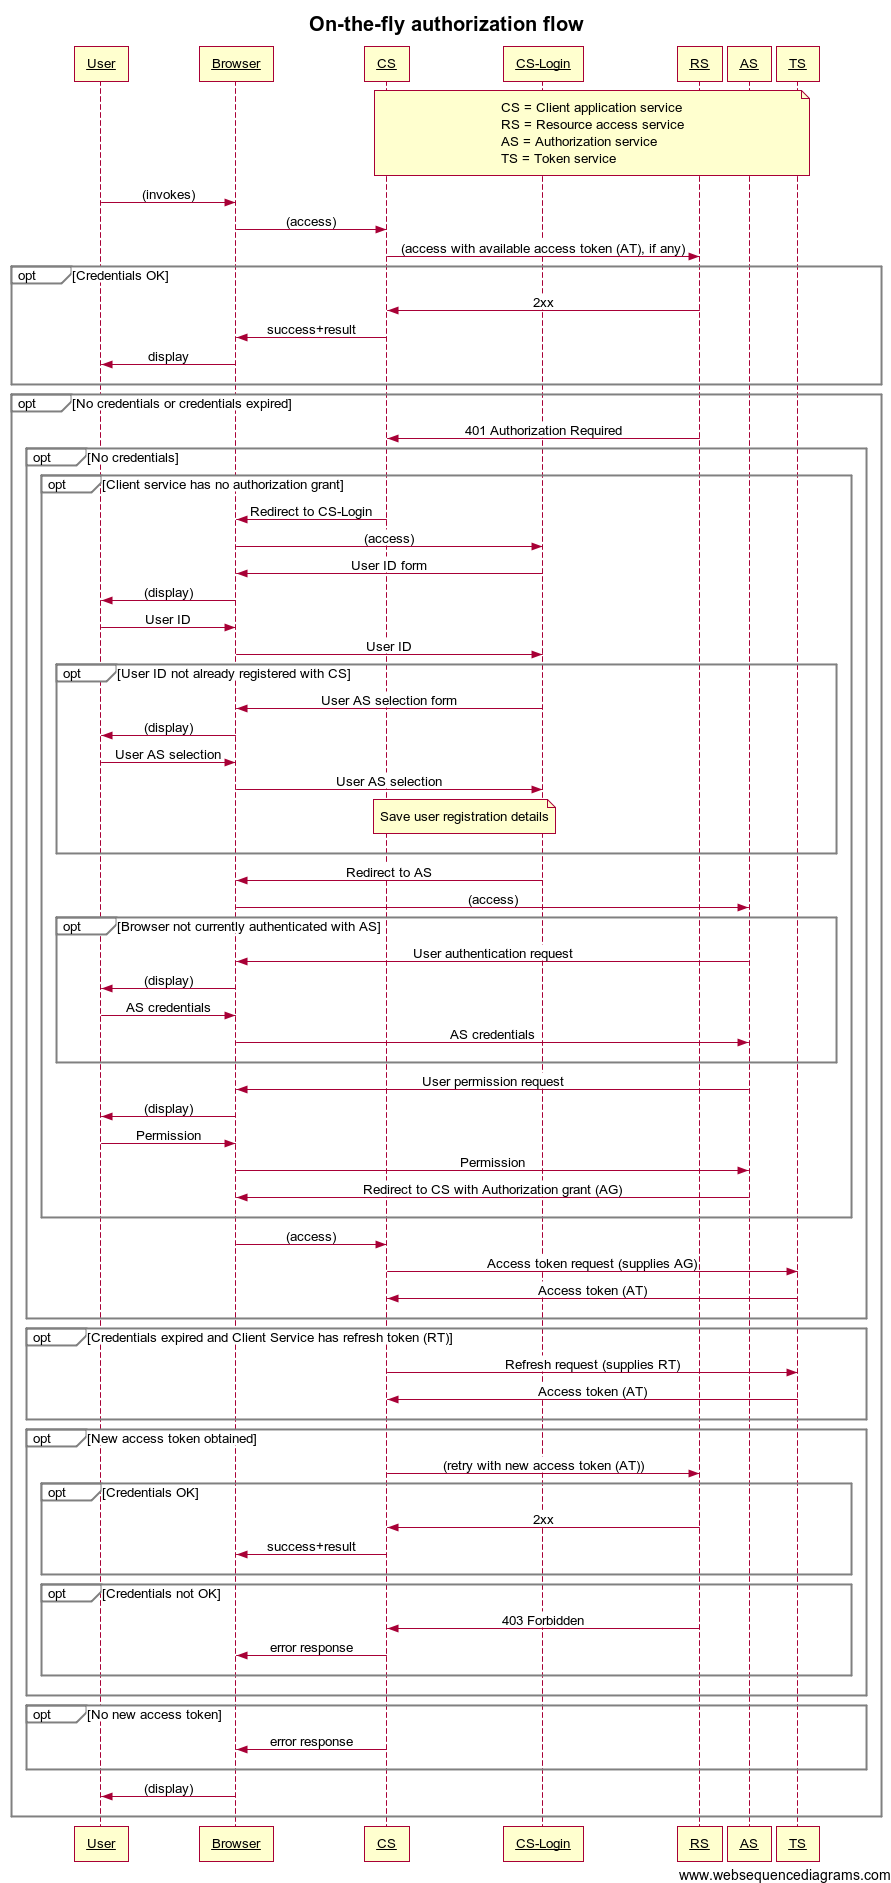 On-the-fly authorization flow
User Browser CS CS-Login RS AS TS
CS = Client application service
RS = Resource access service
AS = Authorization service
TS = Token service
(invokes)
(access)
(access with available access token (AT), if any)
opt [Credentials OK]
2xx
success+result
display
opt [No credentials or credentials expired]
401 Authorization Required
opt [No credentials]
opt [Client service has no authorization grant]
Redirect to CS-Login
(access)
User ID form
(display)
User ID
User ID
opt [User ID not already registered with CS]
User AS selection form
(display)
User AS selection
User AS selection
Save user registration details
Redirect to AS
(access)
opt [Browser not currently authenticated with AS]
User authentication request
(display)
AS credentials
AS credentials
User permission request
(display)
Permission
Permission
Redirect to CS with Authorization grant (AG)
(access)
Access token request (supplies AG)
Access token (AT)
opt [Credentials expired and Client Service has refresh token (RT)]
Refresh request (supplies RT)
Access token (AT)
opt [New access token obtained]
(retry with new access token (AT))
opt [Credentials OK]
2xx
success+result
opt [Credentials not OK]
403 Forbidden
error response
opt [No new access token]
error response
(display)
User Browser CS CS-Login RS AS TS
www.websequencediagrams.com